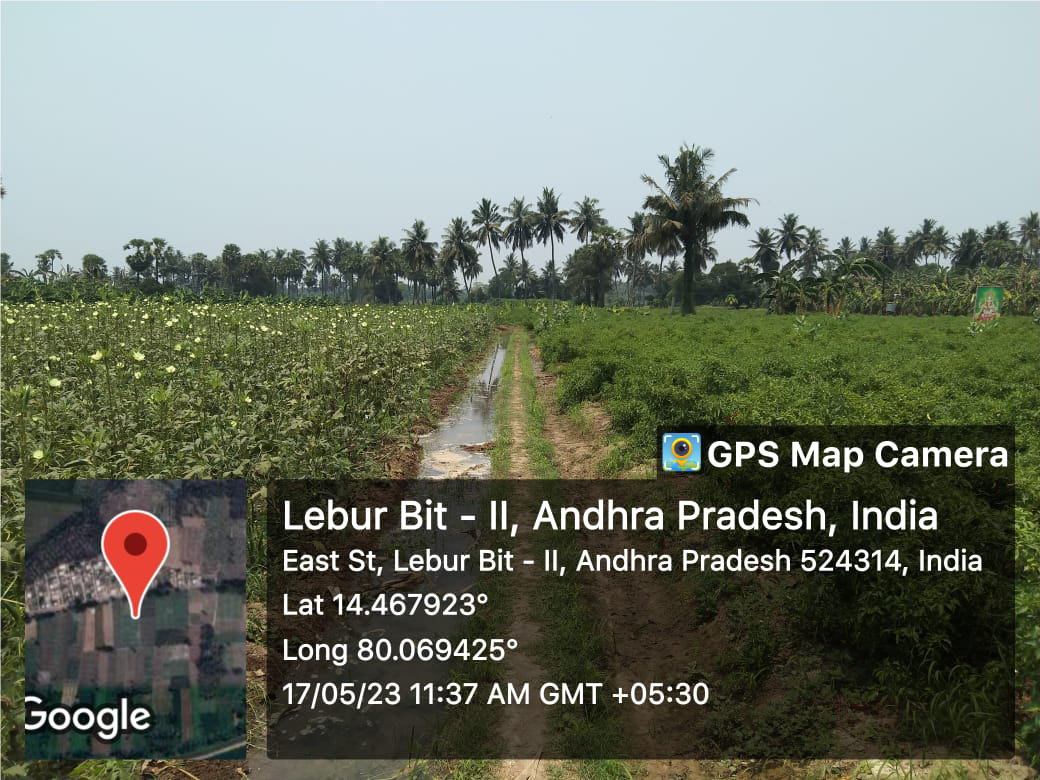 GPS Map Camera
Lebur Bit - II, Andhra Pradesh, India
East St, Lebur Bit - II, Andhra Pradesh 524314, India
Lat 14.467923°
Long 80.069425°
17/05/23 11:37 AM GMT +05:30
Google